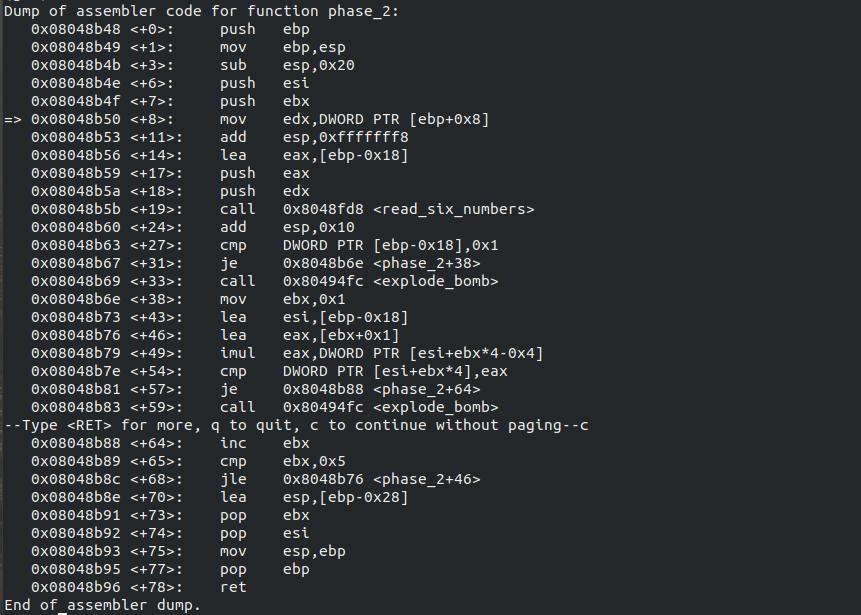 Dump of assembler code for function phase_2:
   0x08048b48 <+0>:     push   ebp
   0x08048b49 <+1>:     mov    ebp,esp
   0x08048b4b <+3>:     sub    esp,0x20
   0x08048b4e <+6>:     push   esi
   0x08048b4f <+7>:     push   ebx
=> 0x08048b50 <+8>:     mov    edx,DWORD PTR [ebp+0x8]
   0x08048b53 <+11>:    add    esp,0xfffffff8
   0x08048b56 <+14>:    lea    eax,[ebp-0x18]
   0x08048b59 <+17>:    push   eax
   0x08048b5a <+18>:    push   edx
   0x08048b5b <+19>:    call   0x8048fd8 <read_six_numbers>
   0x08048b60 <+24>:    add    esp,0x10
   0x08048b63 <+27>:    cmp    DWORD PTR [ebp-0x18],0x1
   0x08048b67 <+31>:    je     0x8048b6e <phase_2+38>
   0x08048b69 <+33>:    call   0x80494fc <explode_bomb>
   0x08048b6e <+38>:    mov    ebx,0x1
   0x08048b73 <+43>:    lea    esi,[ebp-0x18]
   0x08048b76 <+46>:    lea    eax,[ebx+0x1]
   0x08048b79 <+49>:    imul   eax,DWORD PTR [esi+ebx*4-0x4]
   0x08048b7e <+54>:    cmp    DWORD PTR [esi+ebx*4],eax
   0x08048b81 <+57>:    je     0x8048b88 <phase_2+64>
   0x08048b83 <+59>:    call   0x80494fc <explode_bomb>
--Type <RET> for more, q to quit, c to continue without paging--c
   0x08048b88 <+64>:    inc    ebx
   0x08048b89 <+65>:    cmp    ebx,0x5
   0x08048b8c <+68>:    jle    0x8048b76 <phase_2+46>
   0x08048b8e <+70>:    lea    esp,[ebp-0x28]
   0x08048b91 <+73>:    pop    ebx
   0x08048b92 <+74>:    pop    esi
   0x08048b93 <+75>:    mov    esp,ebp
   0x08048b95 <+77>:    pop    ebp
   0x08048b96 <+78>:    ret
End of assembler dump.